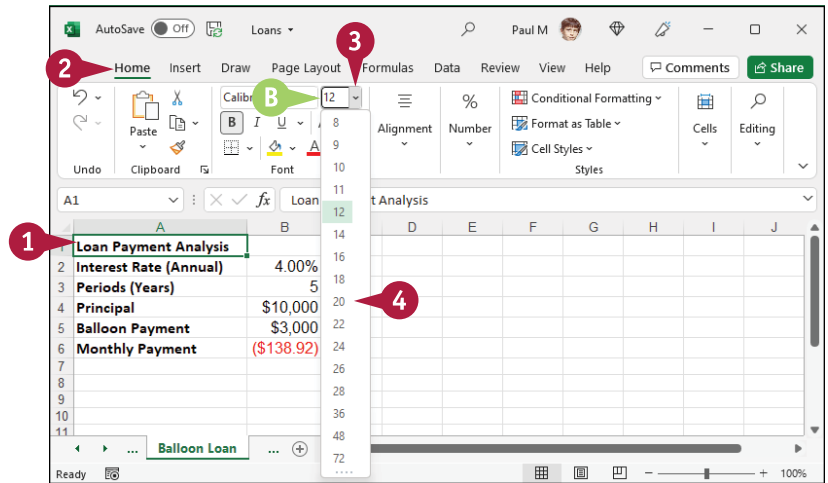 AutoSave Off Loans Paul M
3
2 Home Insert Draw Page Layout Formulas Data Review View Help Comments Share
B 12
Paste
B I U
A
Alignment
Number
Conditional Formatting
Format as Table
Cell Styles
Cells
Editing
Undo Clipboard Font Styles
8
9
10
11
12
14
16
18
20
22
24
26
28
36
48
72
A1 fx Loan t Analysis
A B D E F G H I J
1 Loan Payment Analysis
2 Interest Rate (Annual) 4.00%
3 Periods (Years) 5
4 Principal $10,000
5 Balloon Payment $3,000
6 Monthly Payment ($138.92)
7
8
9
10
11
4
... Balloon Loan ... +
Ready 100%